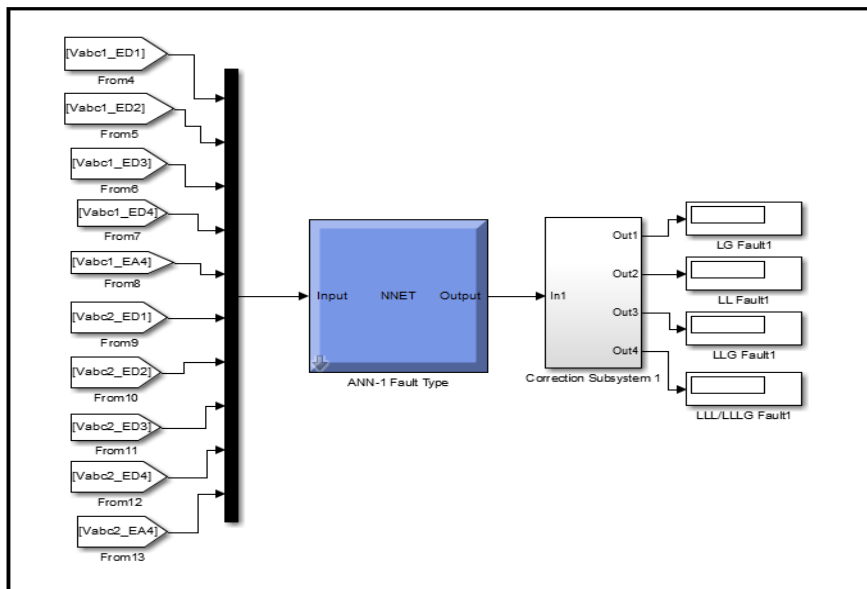 [Vabc1_ED1]
From4
[Vabc1_ED2]
From5
[Vabc1_ED3]
From6
[Vabc1_ED4]
From7
[Vabc1_EA4]
From8
[Vabc2_ED1]
From9
[Vabc2_ED2]
From10
[Vabc2_ED3]
From11
[Vabc2_ED4]
From12
[Vabc2_EA4]
From13
Input NNET Output
ANN-1 Fault Type
In1
Out1
Out2
Out3
Out4
Correction Subsystem 1
LG Fault1
LL Fault1
LLG Fault1
LLL/LLLG Fault1